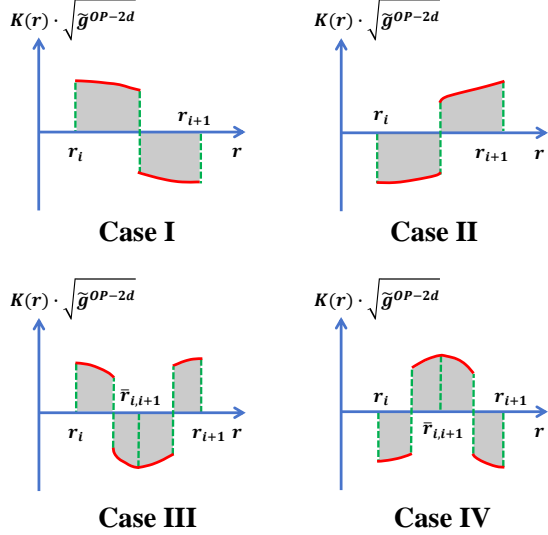 K(r) · √g̃^{OP−2d}
r_i
r_{i+1}
r
Case I
K(r) · √g̃^{OP−2d}
r_i
r_{i+1}
r
Case II
K(r) · √g̃^{OP−2d}
r̄_{i,i+1}
r_i
r_{i+1}
r
Case III
K(r) · √g̃^{OP−2d}
r_i
r_{i+1}
r̄_{i,i+1}
r
Case IV